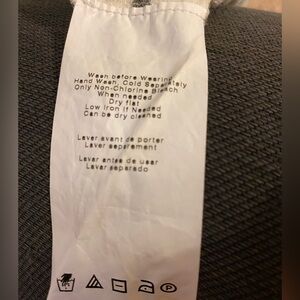 Wash before Wearing
Hand Wash, Cold Separately
Only Non-Chlorine Bleach
When needed
Dry flat
Low Iron if Needed
Can be dry cleaned
Laver avant de porter
Laver separement
Lavar antes de usar
Lavar separado
P